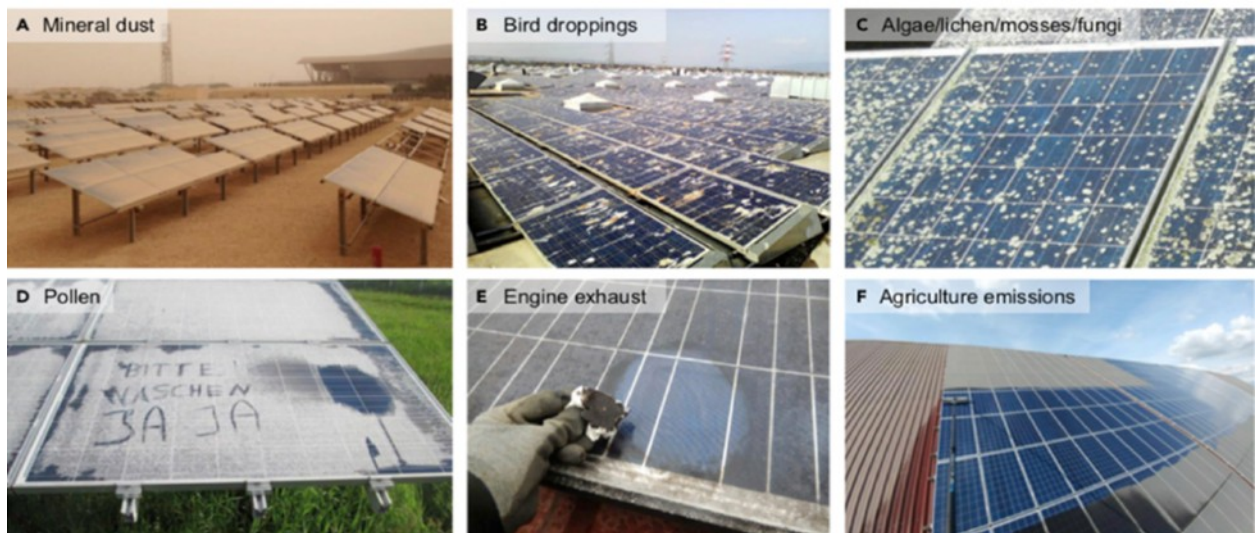 A Mineral dust
B Bird droppings
C Algae/lichen/mosses/fungi
D Pollen
BITTE
WASCHEN
JA JA
E Engine exhaust
F Agriculture emissions